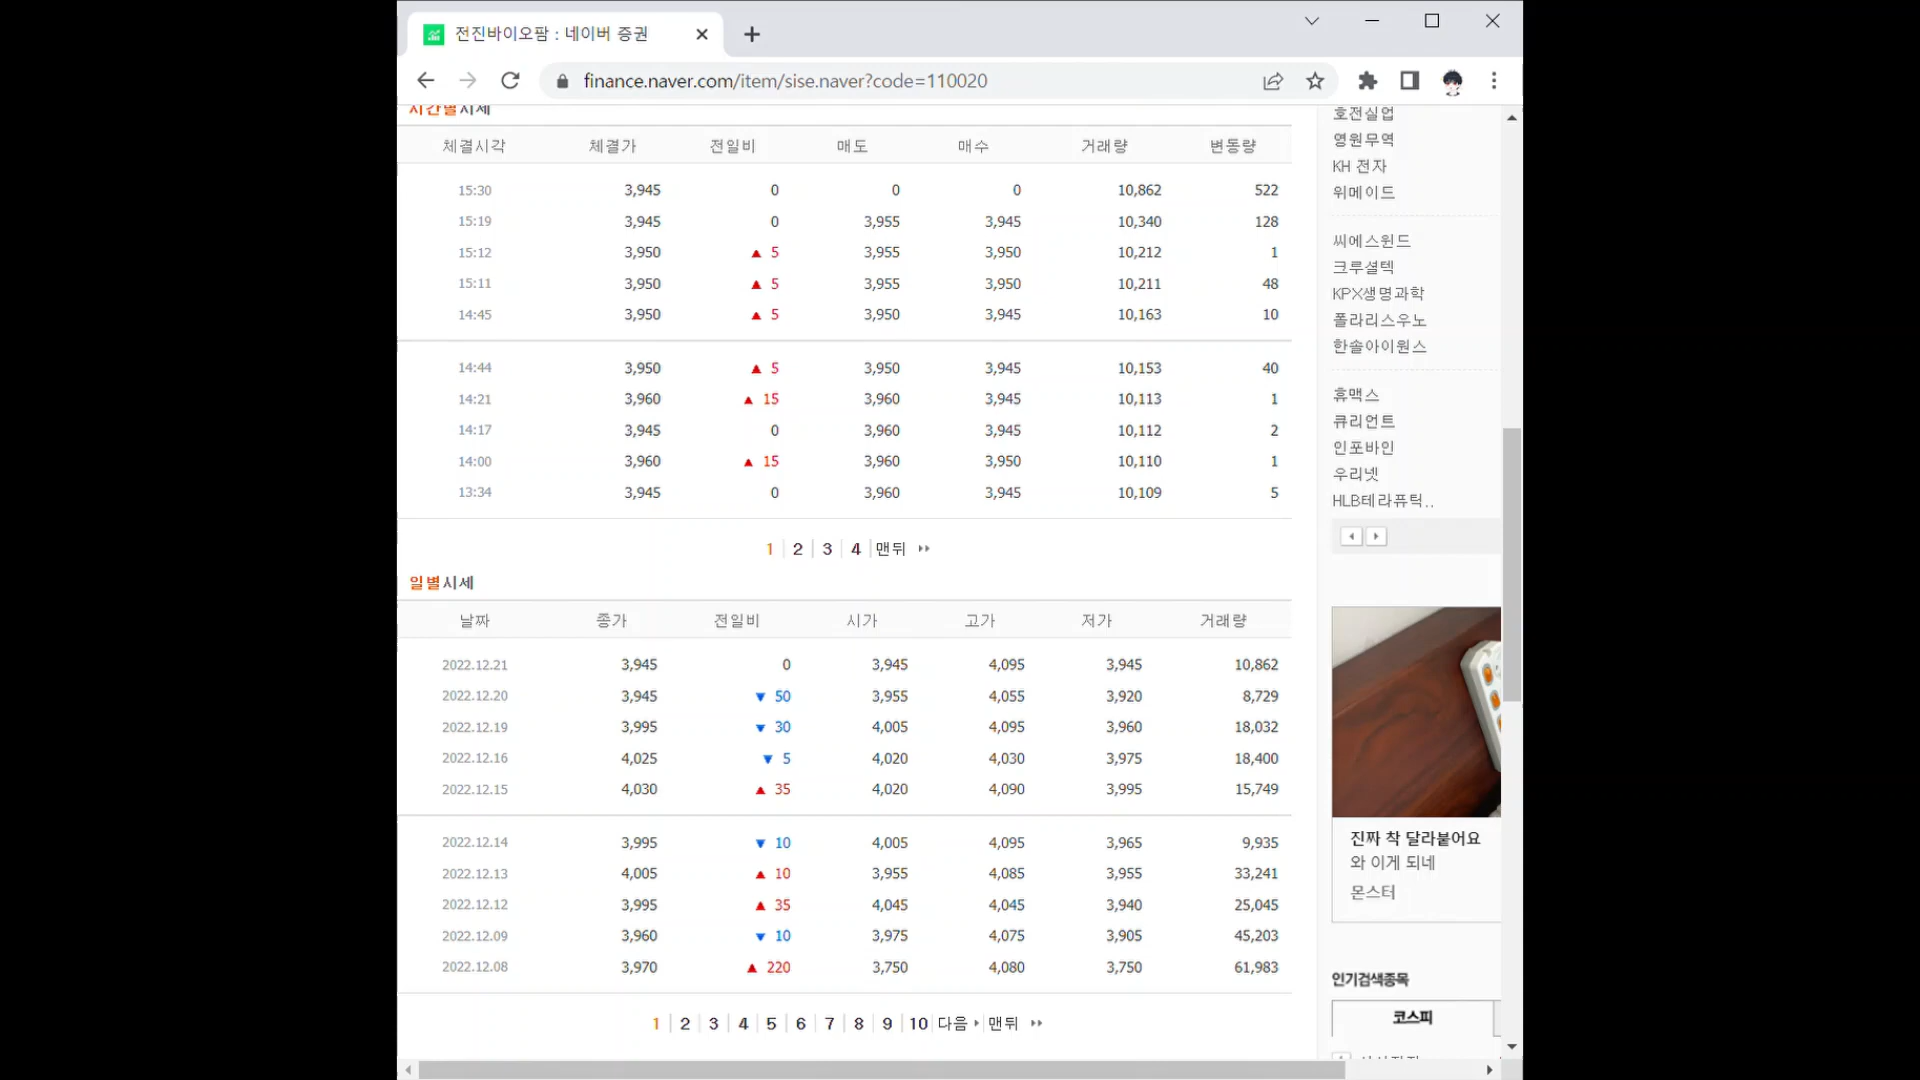 전진바이오팜 : 네이버 증권
finance.naver.com/item/sise.naver?code=110020
시간별시세
체결시각 체결가 전일비 매도 매수 거래량 변동량
15:30 3,945 0 0 0 10,862 522
15:19 3,945 0 3,955 3,945 10,340 128
15:12 3,950 ▲ 5 3,955 3,950 10,212 1
15:11 3,950 ▲ 5 3,955 3,950 10,211 48
14:45 3,950 ▲ 5 3,950 3,945 10,163 10
14:44 3,950 ▲ 5 3,950 3,945 10,153 40
14:21 3,960 ▲ 15 3,960 3,945 10,113 1
14:17 3,945 0 3,960 3,945 10,112 2
14:00 3,960 ▲ 15 3,960 3,950 10,110 1
13:34 3,945 0 3,960 3,945 10,109 5
1 2 3 4 맨뒤
일별시세
날짜 종가 전일비 시가 고가 저가 거래량
2022.12.21 3,945 0 3,945 4,095 3,945 10,862
2022.12.20 3,945 ▼ 50 3,955 4,055 3,920 8,729
2022.12.19 3,995 ▼ 30 4,005 4,095 3,960 18,032
2022.12.16 4,025 ▼ 5 4,020 4,030 3,975 18,400
2022.12.15 4,030 ▲ 35 4,020 4,090 3,995 15,749
2022.12.14 3,995 ▼ 10 4,005 4,095 3,965 9,935
2022.12.13 4,005 ▲ 10 3,955 4,085 3,955 33,241
2022.12.12 3,995 ▲ 35 4,045 4,045 3,940 25,045
2022.12.09 3,960 ▼ 10 3,975 4,075 3,905 45,203
2022.12.08 3,970 ▲ 220 3,750 4,080 3,750 61,983
1 2 3 4 5 6 7 8 9 10 다음 맨뒤
호전실업
영원무역
KH 전자
위메이드
씨에스윈드
크루셜텍
KPX생명과학
폴라리스우노
한솔아이원스
휴맥스
큐리언트
인포바인
우리넷
HLB테라퓨틱..
진짜 착 달라붙어요
와 이게 되네
몬스터
인기검색종목
코스피